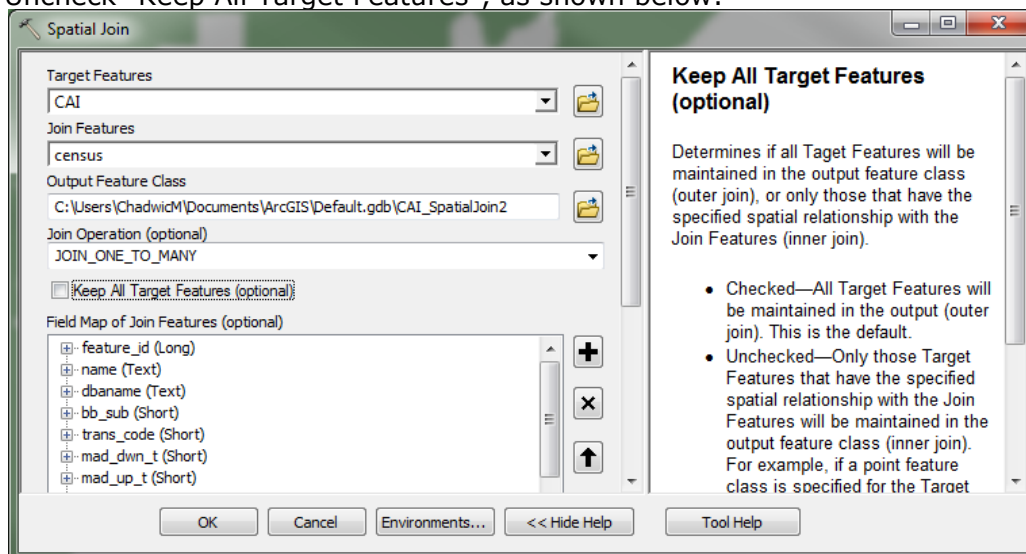 Uncheck "Keep All Target Features", as shown below:
Spatial Join
Target Features
CAI
Join Features
census
Output Feature Class
C:\Users\ChadwicM\Documents\ArcGIS\Default.gdb\CAI_SpatialJoin2
Join Operation (optional)
JOIN_ONE_TO_MANY
Keep All Target Features (optional)
Field Map of Join Features (optional)
feature_id (Long)
name (Text)
dbaname (Text)
bb_sub (Short)
trans_code (Short)
mad_dwn_t (Short)
mad_up_t (Short)
Keep All Target Features
(optional)
Determines if all Taget Features will be
maintained in the output feature class
(outer join), or only those that have the
specified spatial relationship with the
Join Features (inner join).
• Checked—All Target Features will
be maintained in the output (outer
join). This is the default.
• Unchecked—Only those Target
Features that have the specified
spatial relationship with the Join
Features will be maintained in the
output feature class (inner join).
For example, if a point feature
class is specified for the Target
OK
Cancel
Environments...
<< Hide Help
Tool Help